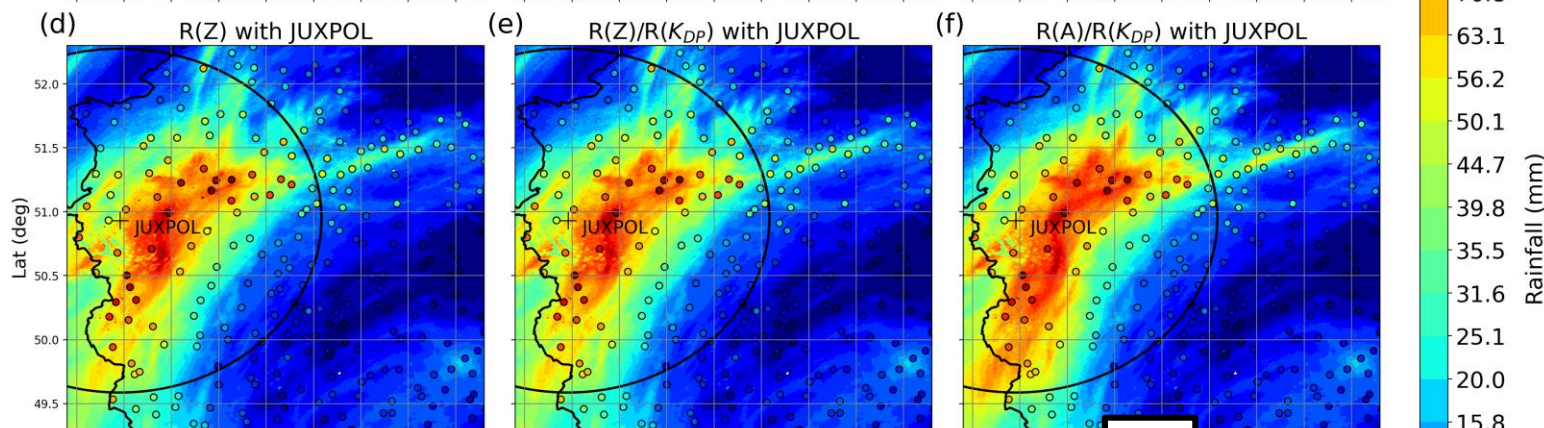 (d) R(Z) with JUXPOL
(e) R(Z)/R(K_DP) with JUXPOL
(f) R(A)/R(K_DP) with JUXPOL
52.0
51.5
51.0
50.5
50.0
49.5
Lat (deg)
JUXPOL
JUXPOL
JUXPOL
63.1
56.2
50.1
44.7
39.8
35.5
31.6
25.1
20.0
15.8
Rainfall (mm)